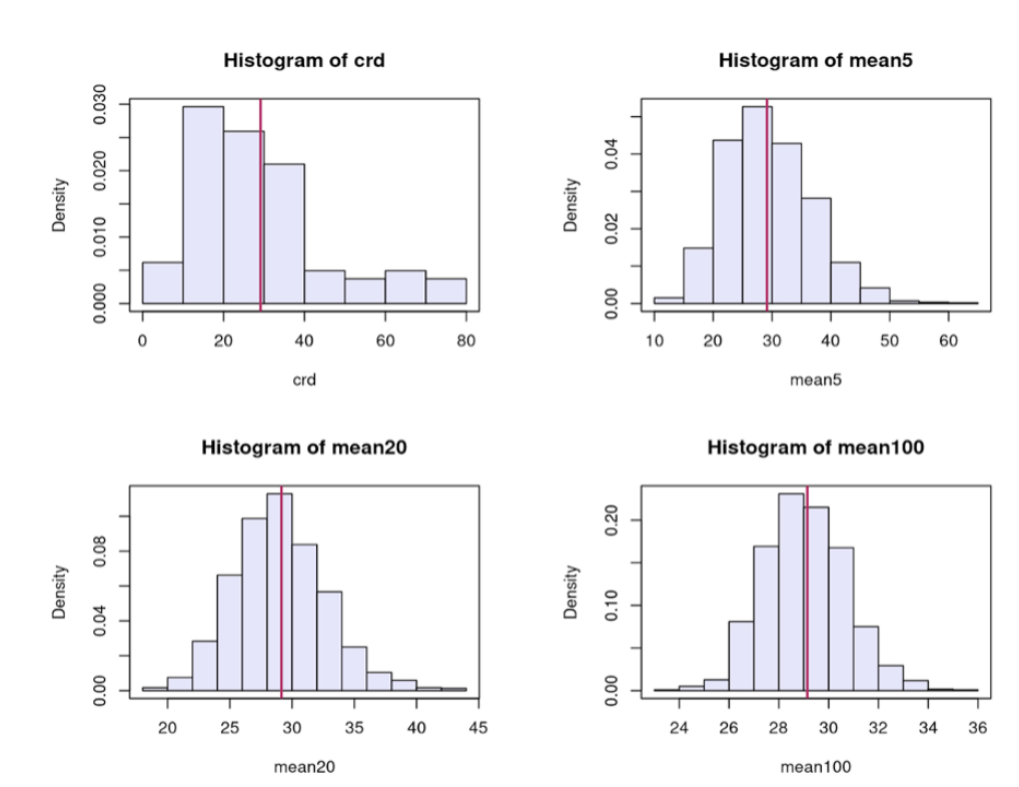 Histogram of crd
Density
0.000 0.010 0.020 0.030
0 20 40 60 80
crd
Histogram of mean5
Density
0.00 0.02 0.04
10 20 30 40 50 60
mean5
Histogram of mean20
Density
0.00 0.04 0.08
20 25 30 35 40 45
mean20
Histogram of mean100
Density
0.00 0.10 0.20
24 26 28 30 32 34 36
mean100